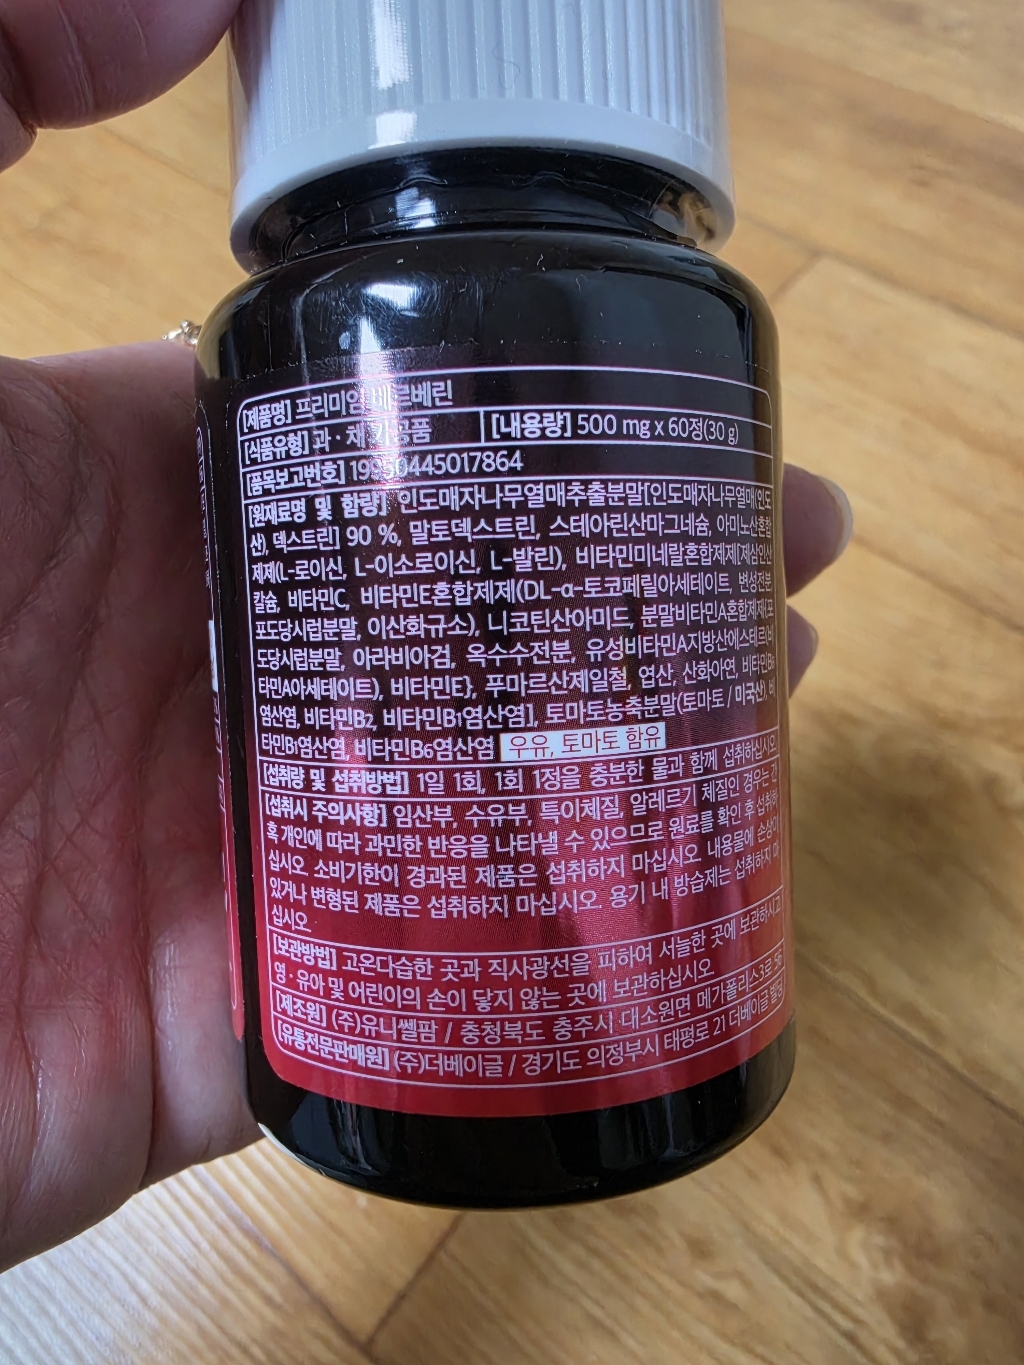 [제품명] 프리미엄 베르베린
[식품유형] 과·채가공품 [내용량] 500 mg x 60정(30 g)
[품목보고번호] 19950445017864
[원재료명 및 함량] 인도매자나무열매추출분말[인도매자나무열매(인도
산), 덱스트린] 90 %, 말토덱스트린, 스테아린산마그네슘, 아미노산혼합
제제(L-로이신, L-이소로이신, L-발린), 비타민미네랄혼합제제[제삼인산
칼슘, 비타민C, 비타민E혼합제제(DL-α-토코페릴아세테이트, 변성전분,
포도당시럽분말, 이산화규소), 니코틴산아미드, 분말비타민A혼합제제{포
도당시럽분말, 아라비아검, 옥수수전분, 유성비타민A지방산에스테르(비
타민A아세테이트), 비타민E}, 푸마르산제일철, 엽산, 산화아연, 비타민B6
염산염, 비타민B2, 비타민B1염산염], 토마토농축분말(토마토 / 미국산), 비
타민B1염산염, 비타민B6염산염 우유, 토마토 함유
[섭취량 및 섭취방법] 1일 1회, 1회 1정을 충분한 물과 함께 섭취하십시오
[섭취시 주의사항] 임산부, 수유부, 특이체질, 알레르기 체질인 경우는 간
혹 개인에 따라 과민한 반응을 나타낼 수 있으므로 원료를 확인 후 섭취하
십시오. 소비기한이 경과된 제품은 섭취하지 마십시오. 내용물에 손상이
있거나 변형된 제품은 섭취하지 마십시오. 용기 내 방습제는 섭취하지 마
십시오.
[보관방법] 고온다습한 곳과 직사광선을 피하여 서늘한 곳에 보관하시고
영·유아 및 어린이의 손이 닿지 않는 곳에 보관하십시오
[제조원] (주)유니쎌팜 / 충청북도 충주시 대소원면 메가폴리스3로 56
[유통전문판매원] (주)더베이글 / 경기도 의정부시 태평로 21 더베이글 빌딩